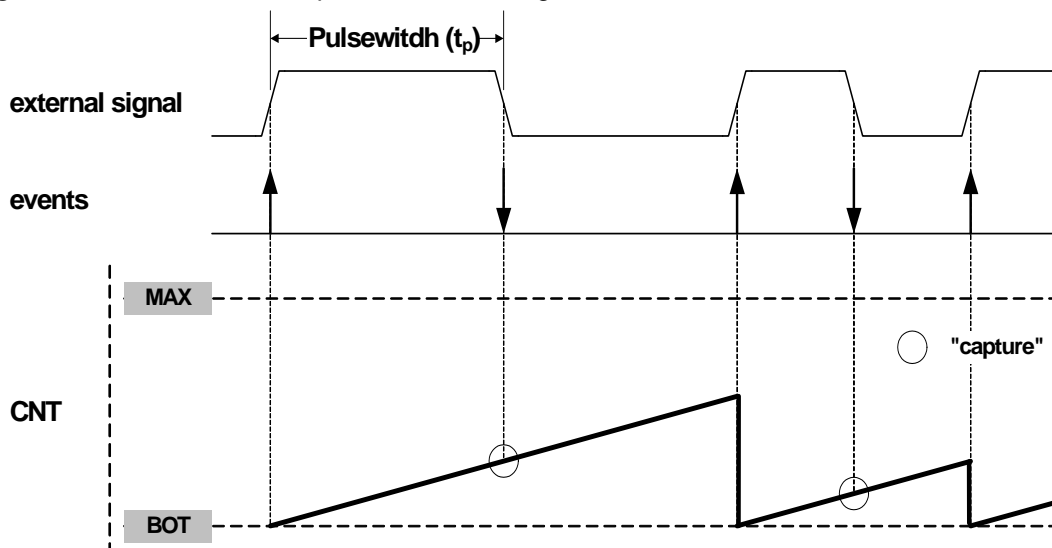 Pulsewitdh (tp)
external signal
events
MAX
"capture"
CNT
BOT